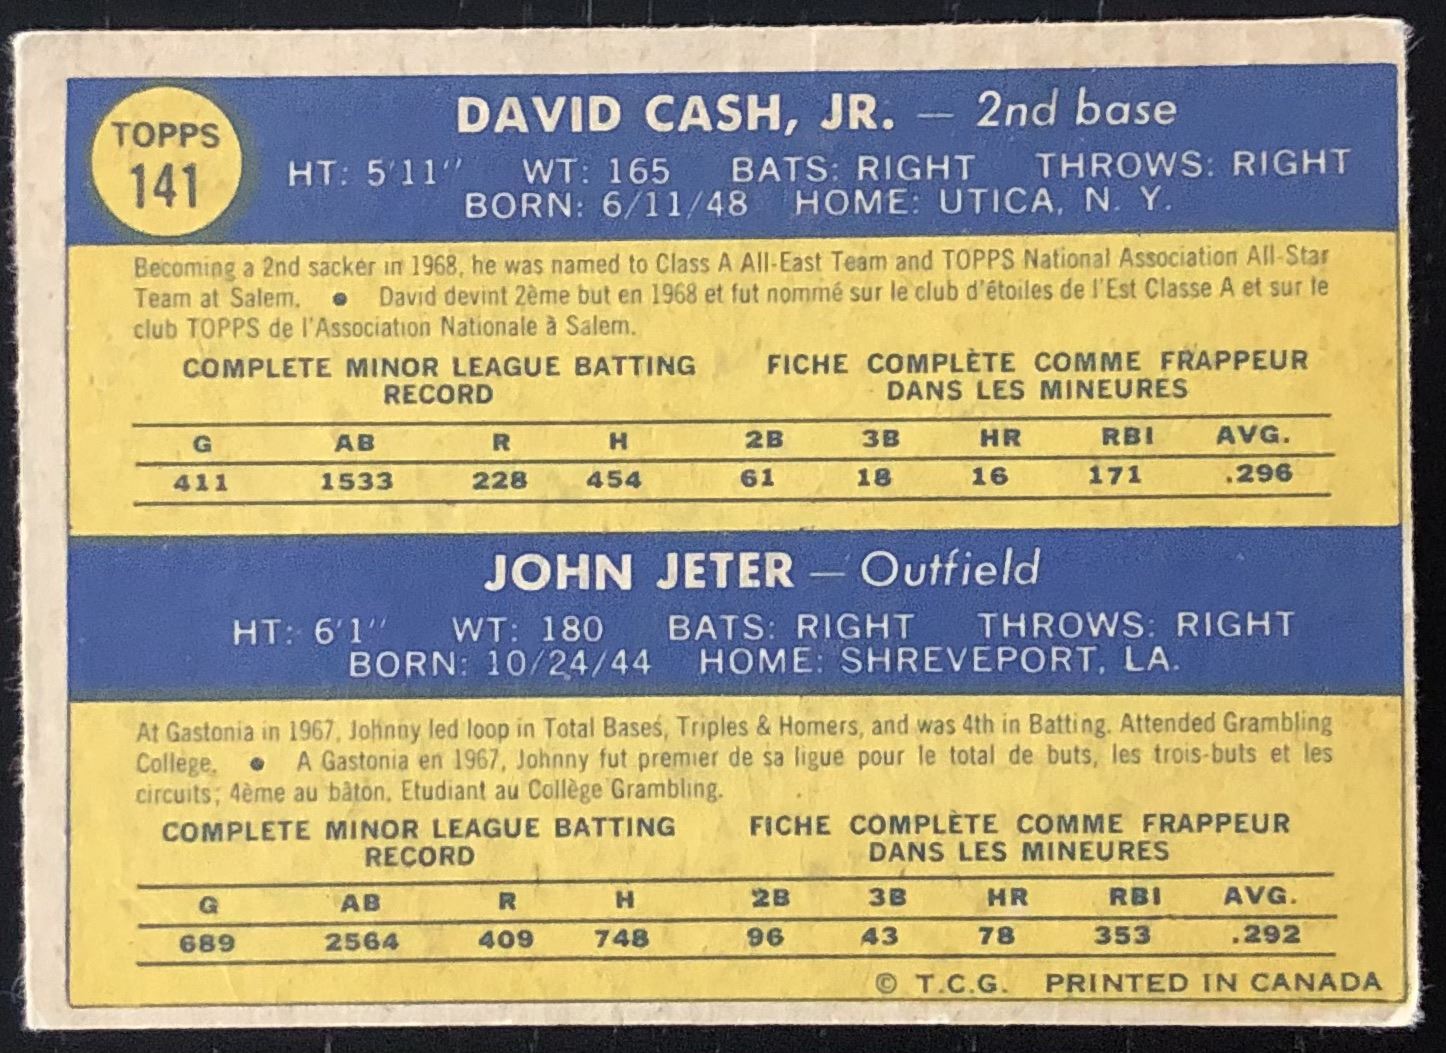 TOPPS
141
DAVID CASH, JR. — 2nd base
HT: 5'11" WT: 165 BATS: RIGHT THROWS: RIGHT
BORN: 6/11/48 HOME: UTICA, N. Y.
Becoming a 2nd sacker in 1968, he was named to Class A All-East Team and TOPPS National Association All-Star
Team at Salem. ● David devint 2ème but en 1968 et fut nommé sur le club d'étoiles de l'Est Classe A et sur le
club TOPPS de l'Association Nationale à Salem.
COMPLETE MINOR LEAGUE BATTING RECORD
FICHE COMPLÈTE COMME FRAPPEUR DANS LES MINEURES
G AB R H 2B 3B HR RBI AVG.
411 1533 228 454 61 18 16 171 .296
JOHN JETER — Outfield
HT: 6'1" WT: 180 BATS: RIGHT THROWS: RIGHT
BORN: 10/24/44 HOME: SHREVEPORT, LA.
At Gastonia in 1967, Johnny led loop in Total Bases, Triples & Homers, and was 4th in Batting. Attended Grambling
College. ● A Gastonia en 1967, Johnny fut premier de sa ligue pour le total de buts, les trois-buts et les
circuits; 4ème au bâton. Etudiant au Collège Grambling.
COMPLETE MINOR LEAGUE BATTING RECORD
FICHE COMPLÈTE COMME FRAPPEUR DANS LES MINEURES
G AB R H 2B 3B HR RBI AVG.
689 2564 409 748 96 43 78 353 .292
© T.C.G. PRINTED IN CANADA